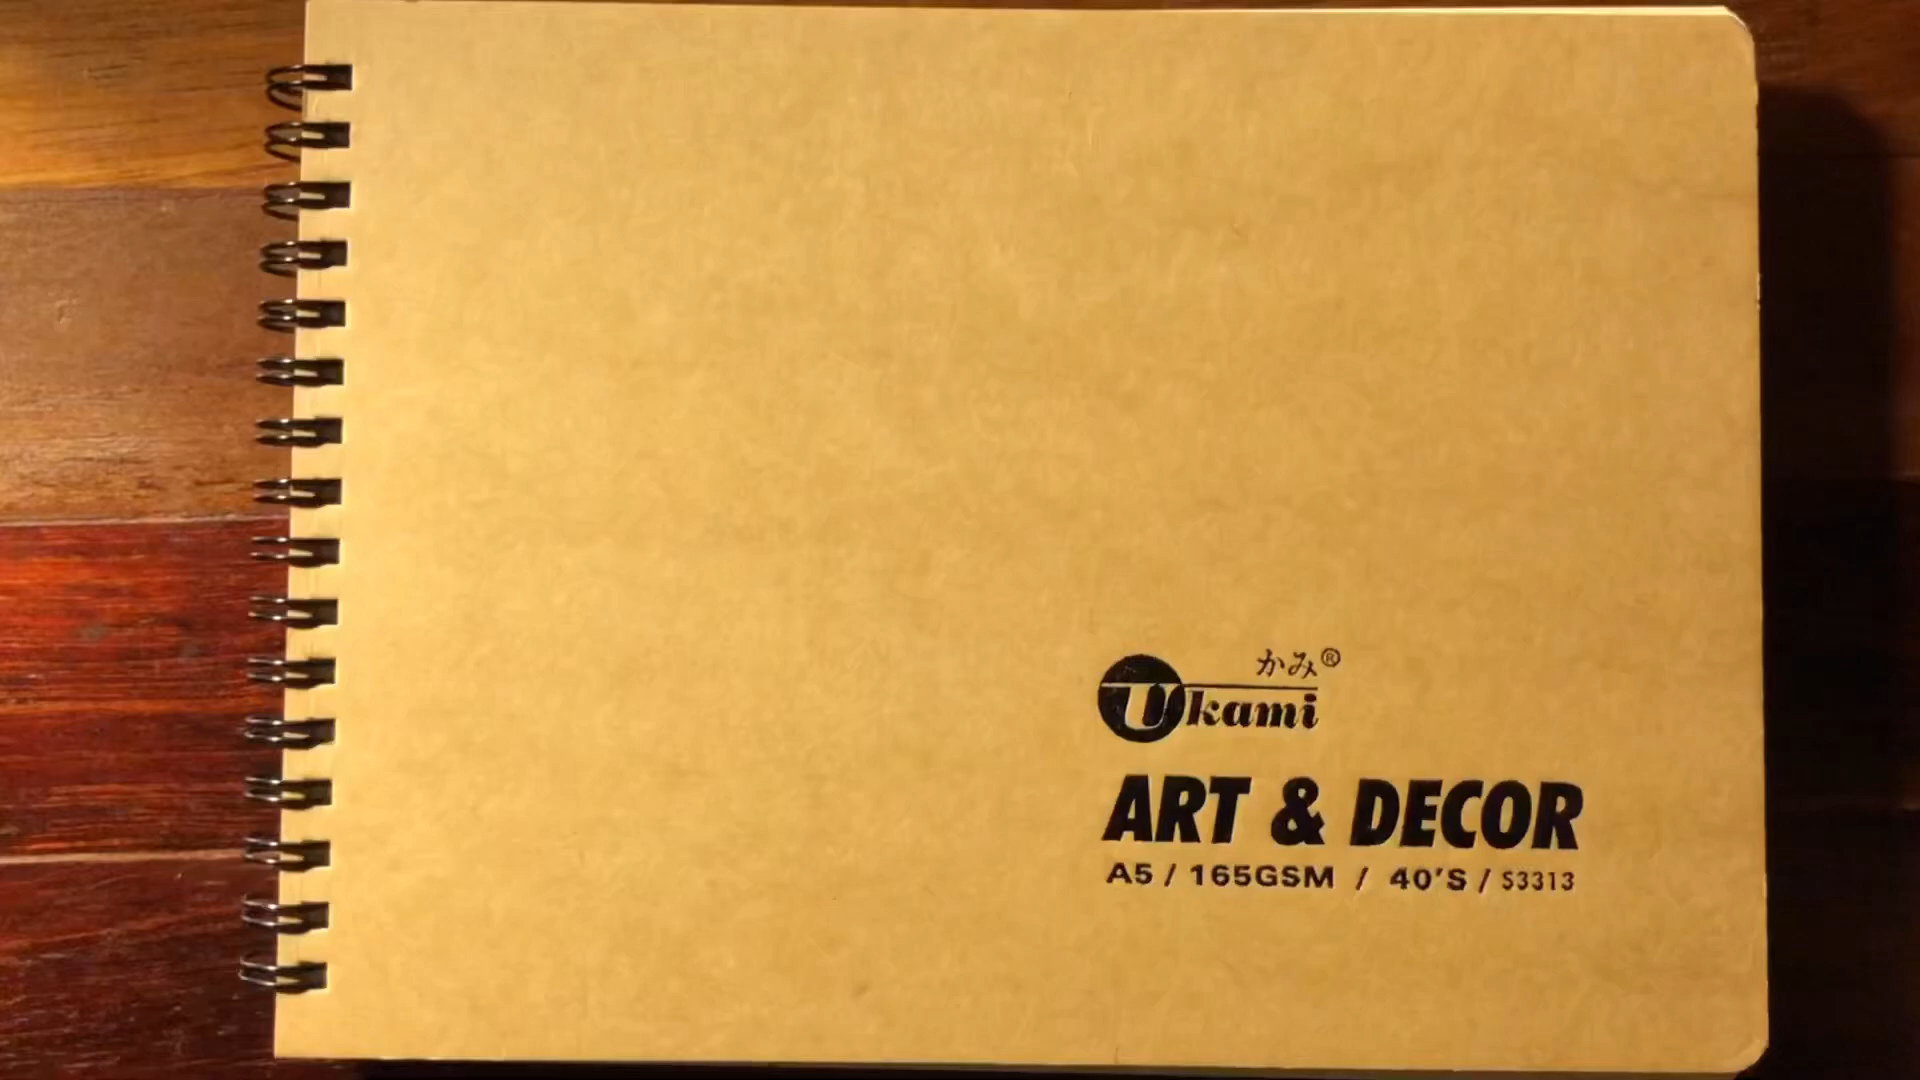 かみ®
Ukami
ART & DECOR
A5 / 165GSM / 40'S / S3313